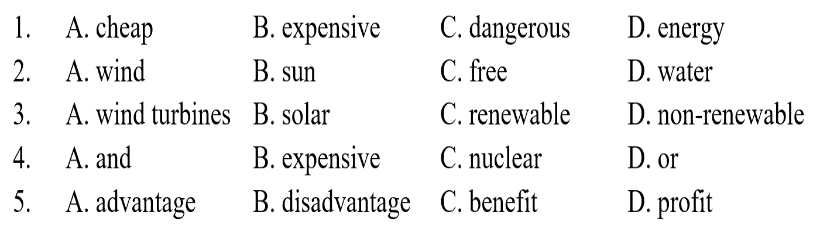 1. A. cheap B. expensive C. dangerous D. energy
2. A. wind B. sun C. free D. water
3. A. wind turbines B. solar C. renewable D. non-renewable
4. A. and B. expensive C. nuclear D. or
5. A. advantage B. disadvantage C. benefit D. profit